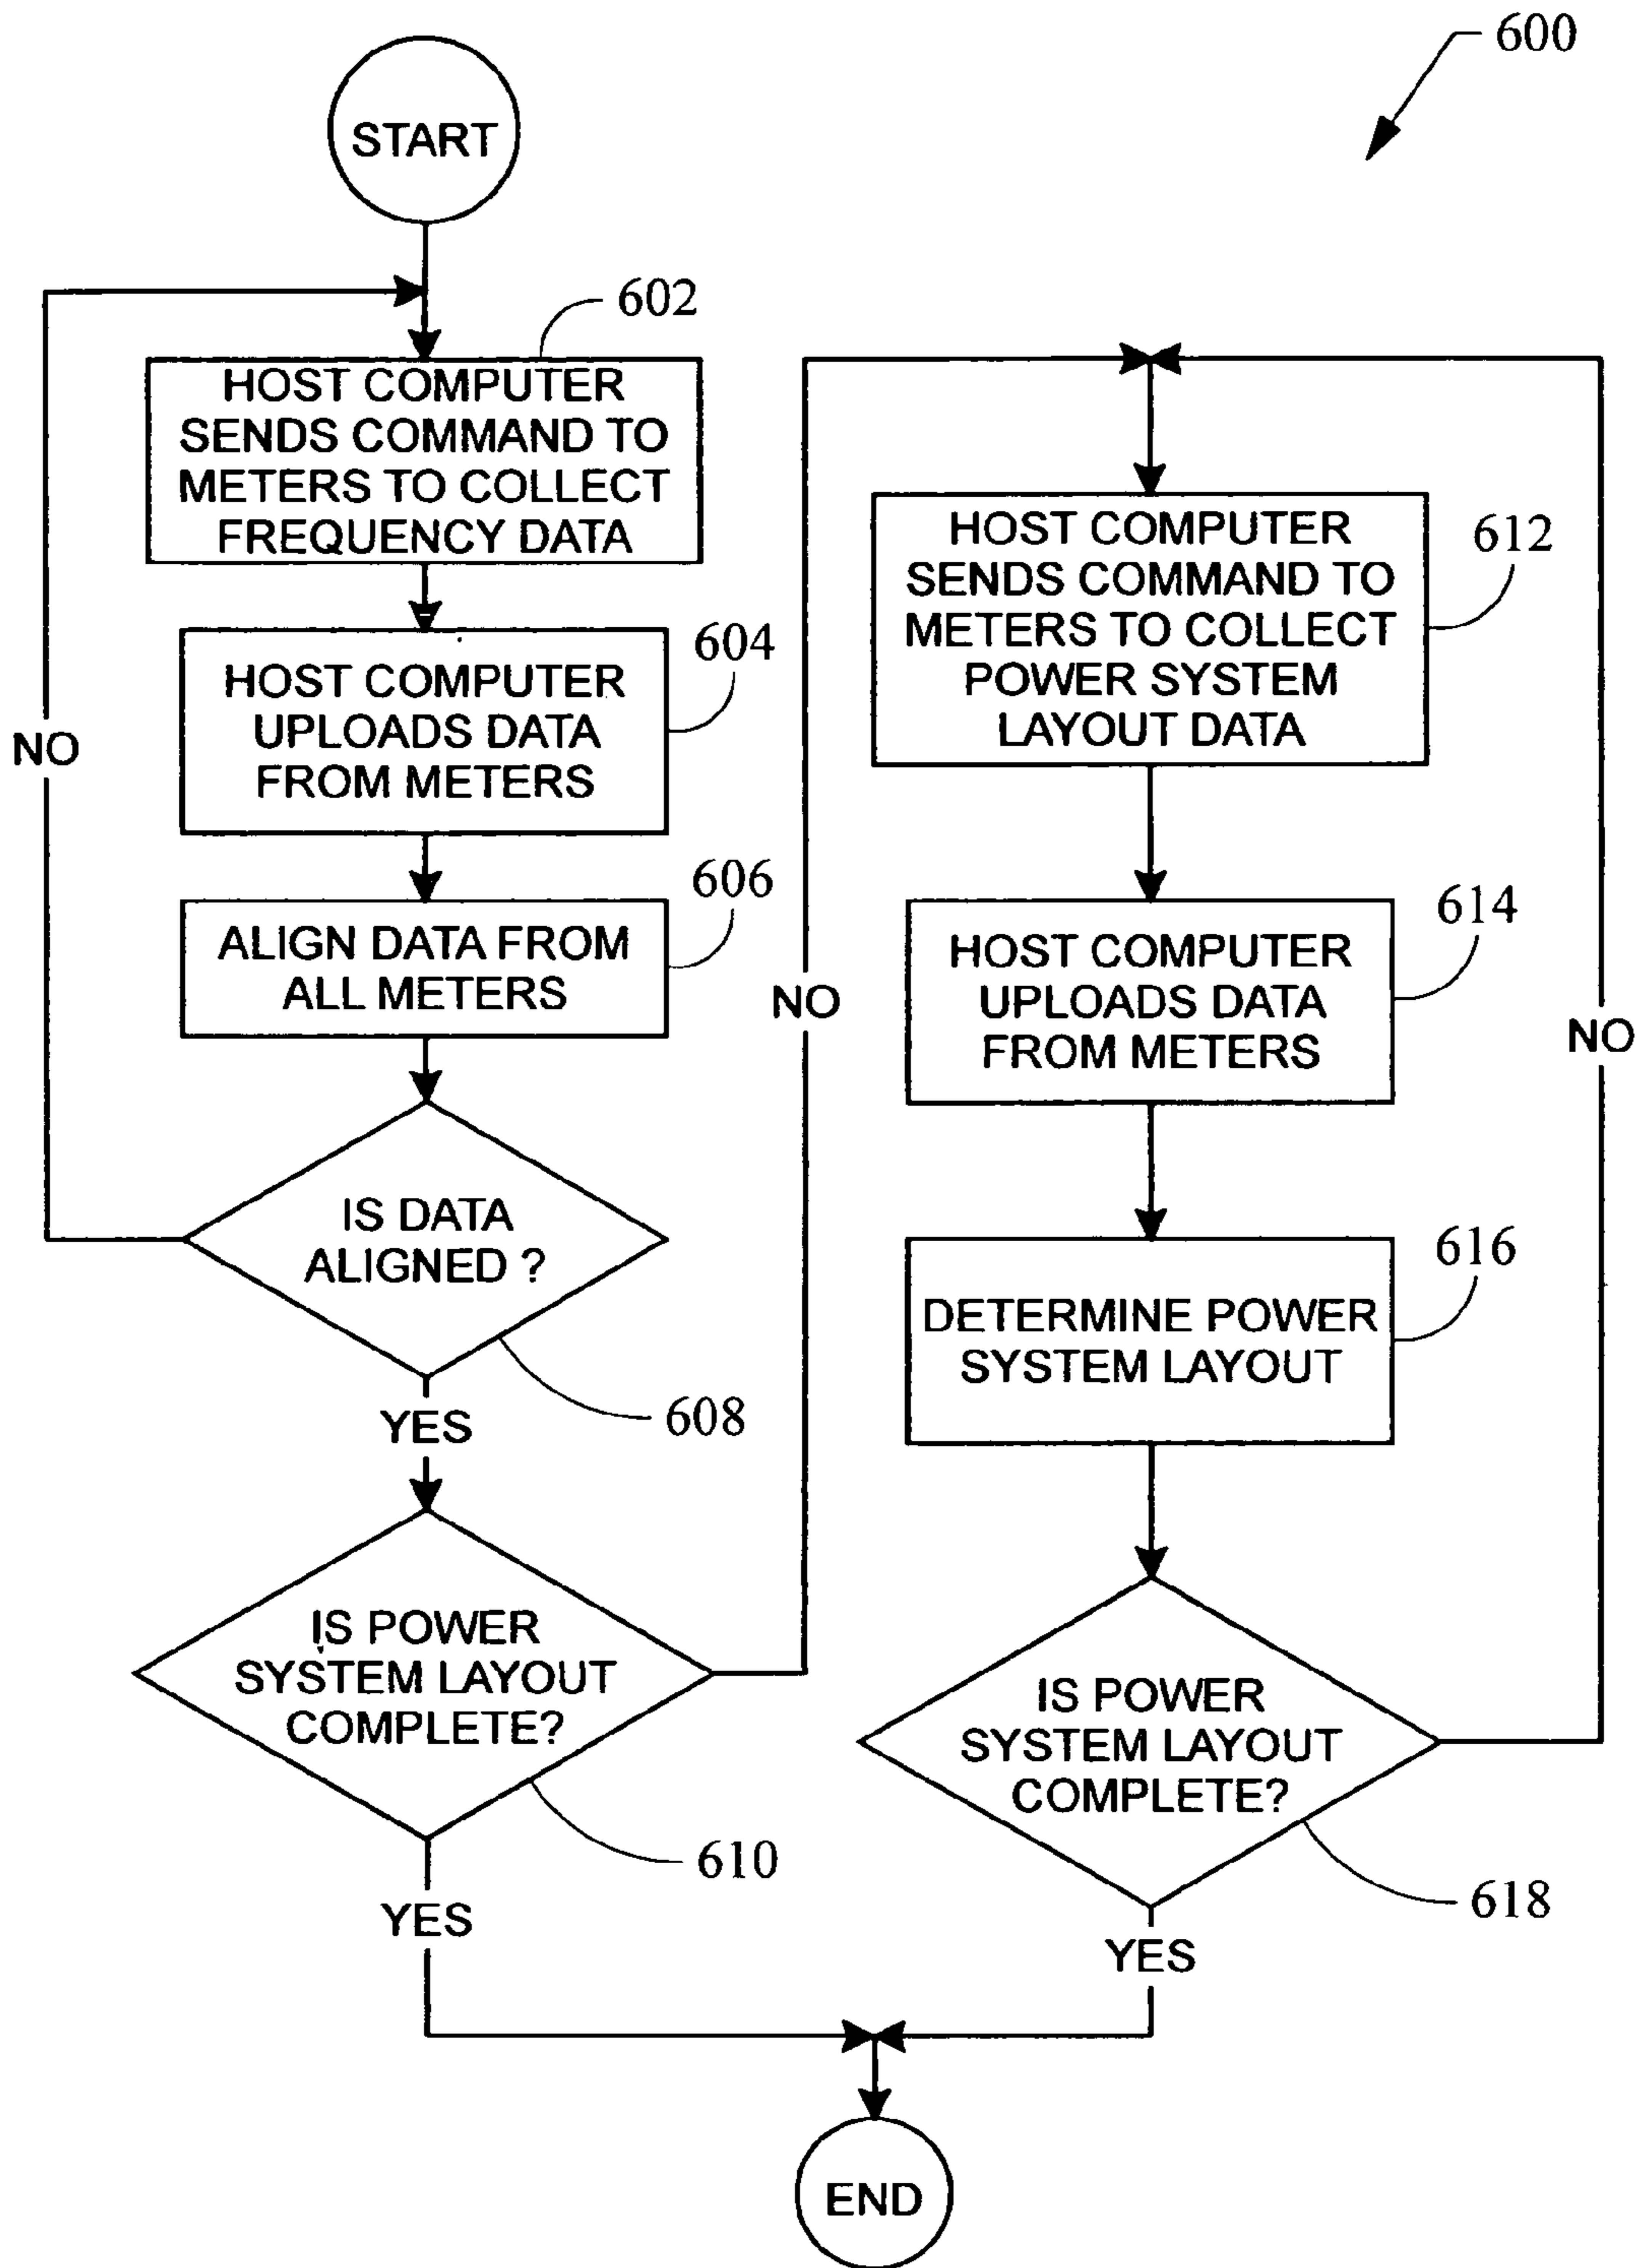 600
START
602
HOST COMPUTER
SENDS COMMAND TO
METERS TO COLLECT
FREQUENCY DATA
604
HOST COMPUTER
UPLOADS DATA
FROM METERS
NO
606
ALIGN DATA FROM
ALL METERS
IS DATA
ALIGNED ?
608
YES
IS POWER
SYSTEM LAYOUT
COMPLETE?
610
YES
NO
612
HOST COMPUTER
SENDS COMMAND TO
METERS TO COLLECT
POWER SYSTEM
LAYOUT DATA
614
HOST COMPUTER
UPLOADS DATA
FROM METERS
NO
616
DETERMINE POWER
SYSTEM LAYOUT
IS POWER
SYSTEM LAYOUT
COMPLETE?
618
YES
END